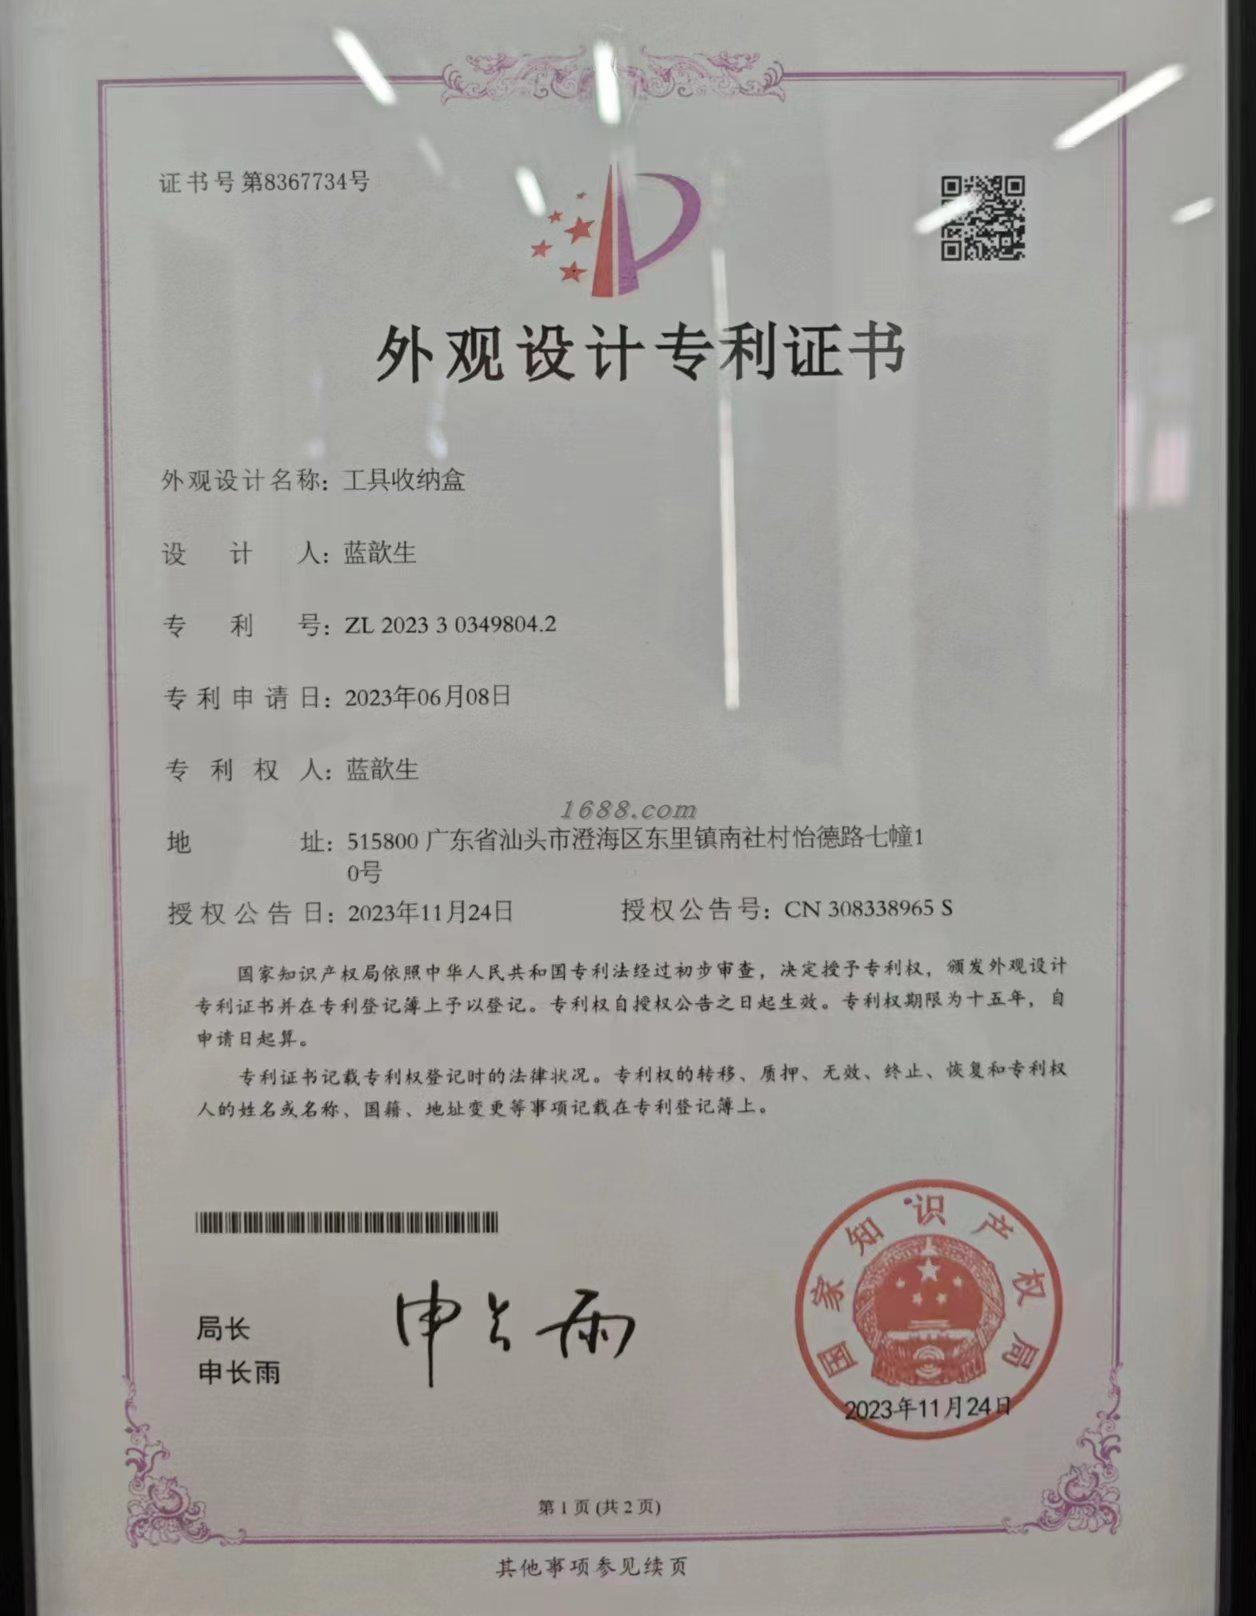 证书号第8367734号
外观设计专利证书
外观设计名称：工具收纳盒
设计人：蓝歆生
专利号：ZL 2023 3 0349804.2
专利申请日：2023年06月08日
专利权人：蓝歆生
1688.com
地址：515800 广东省汕头市澄海区东里镇南社村怡德路七幢1
0号
授权公告日：2023年11月24日 授权公告号：CN 308338965 S
国家知识产权局依照中华人民共和国专利法经过初步审查，决定授予专利权，颁发外观设计
专利证书并在专利登记簿上予以登记。专利权自授权公告之日起生效。专利权期限为十五年，自
申请日起算。
专利证书记载专利权登记时的法律状况。专利权的转移、质押、无效、终止、恢复和专利权
人的姓名或名称、国籍、地址变更等事项记载在专利登记簿上。
局长
申长雨
申长雨
国家知识产权局
2023年11月24日
第 1 页 (共 2 页)
其他事项参见续页